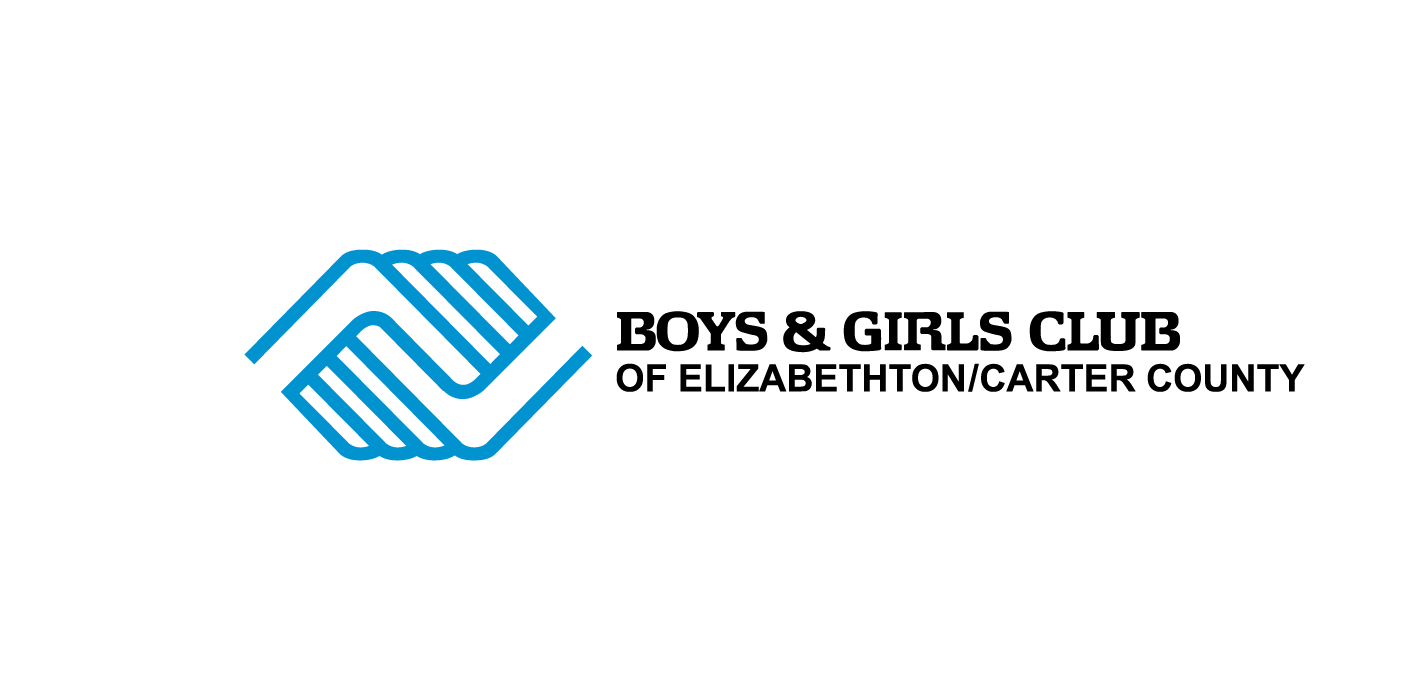 BOYS & GIRLS CLUB
OF ELIZABETHTON/CARTER COUNTY